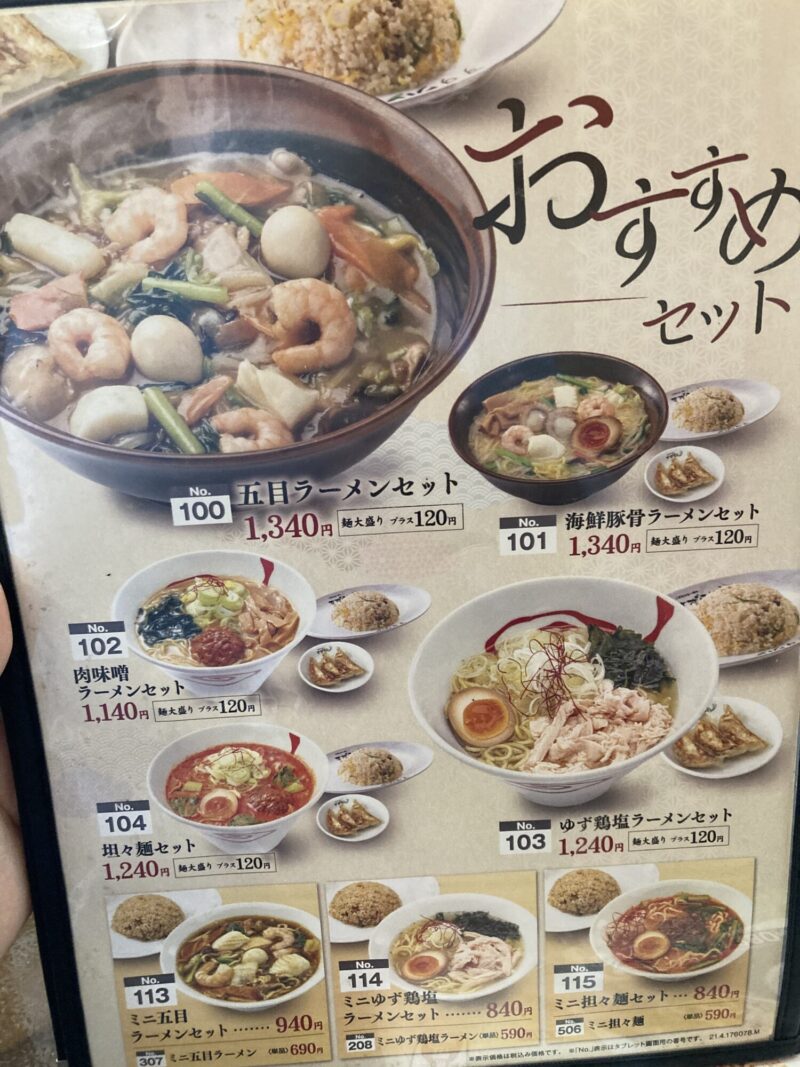 おすすめ
セット
No.
100
五目ラーメンセット
1,340円
麺大盛り プラス120円
No.
101
海鮮豚骨ラーメンセット
1,340円
麺大盛り プラス120円
No.
102
肉味噌
ラーメンセット
1,140円
麺大盛り プラス120円
No.
103
ゆず鶏塩ラーメンセット
1,240円
麺大盛り プラス120円
No.
104
坦々麺セット
1,240円
麺大盛り プラス120円
No.
113
ミニ五目
ラーメンセット……… 940円
307 ミニ五目ラーメン (単品) 690円
No.
114
ミニゆず鶏塩
ラーメンセット……… 840円
208 ミニゆず鶏塩ラーメン(単品) 590円
No.
115
ミニ担々麺セット… 840円
506 ミニ担々麺 (単品) 590円
※表示価格は税込み価格です。 ※「No.」表示はタブレット画面用の番号です。 21.4.176078.M